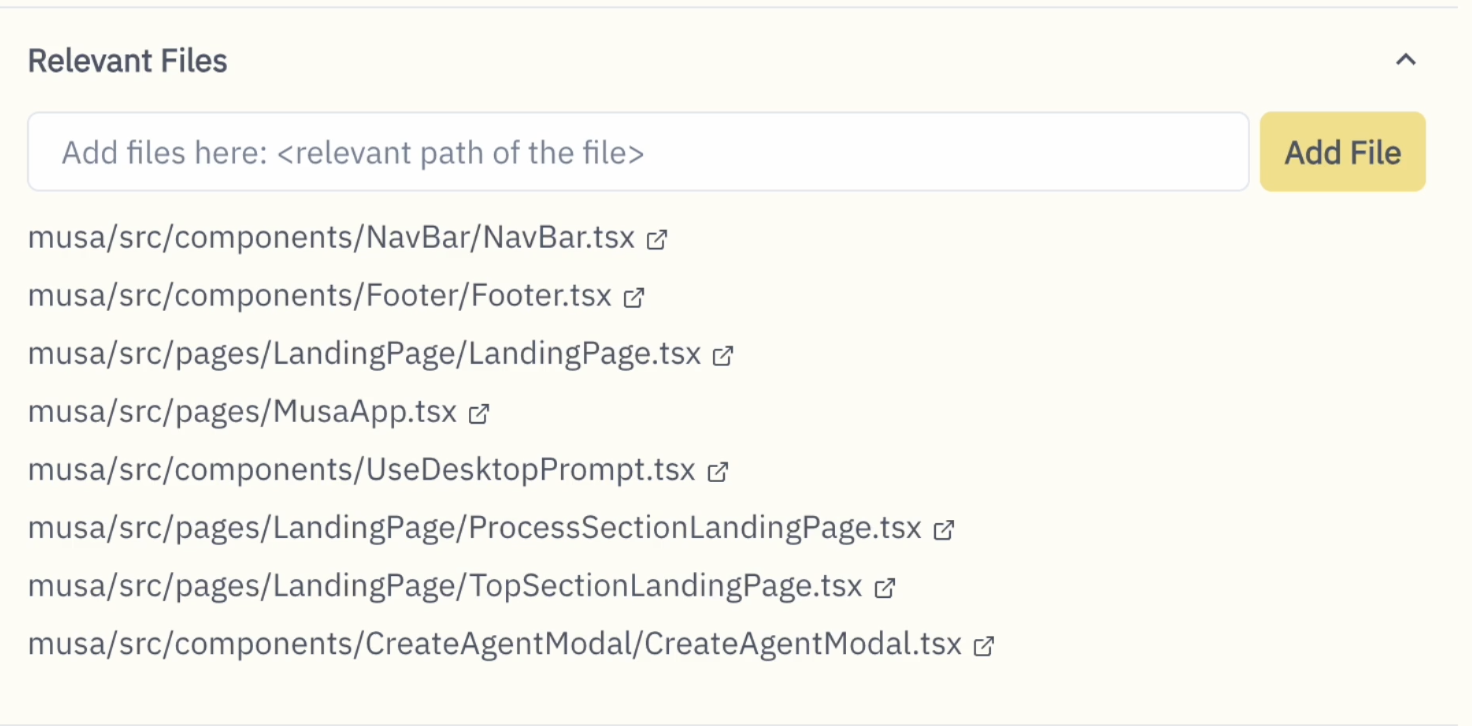 Relevant Files
Add files here: <relevant path of the file>
Add File
musa/src/components/NavBar/NavBar.tsx
musa/src/components/Footer/Footer.tsx
musa/src/pages/LandingPage/LandingPage.tsx
musa/src/pages/MusaApp.tsx
musa/src/components/UseDesktopPrompt.tsx
musa/src/pages/LandingPage/ProcessSectionLandingPage.tsx
musa/src/pages/LandingPage/TopSectionLandingPage.tsx
musa/src/components/CreateAgentModal/CreateAgentModal.tsx